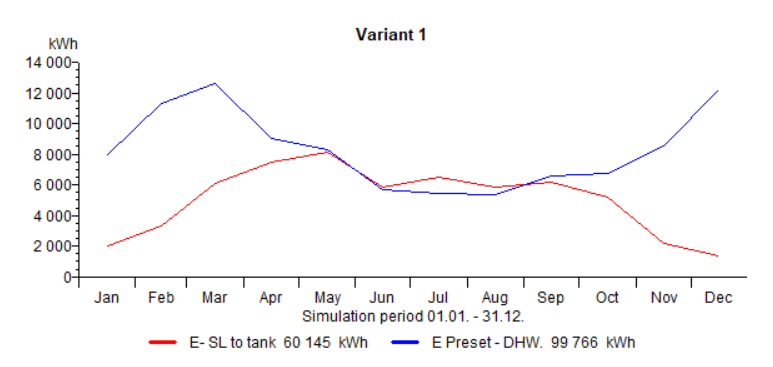 Variant 1
kWh
14 000
12 000
10 000
8 000
6 000
4 000
2 000
0
Jan Feb Mar Apr May Jun Jul Aug Sep Oct Nov Dec
Simulation period 01.01. - 31.12.
E- SL to tank 60 145 kWh E Preset - DHW. 99 766 kWh